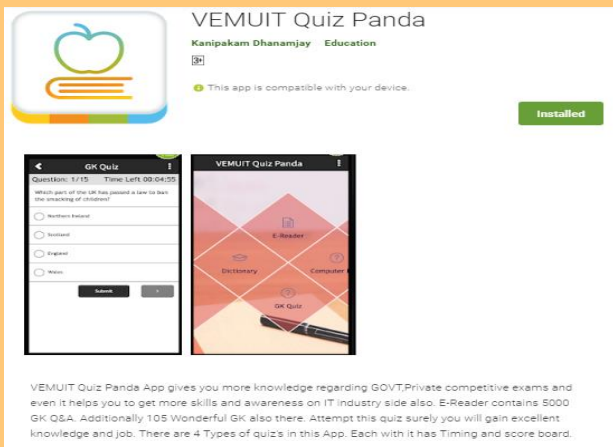 VEMUIT Quiz Panda
Kanipakam Dhanamjay Education
3+
This app is compatible with your device.
Installed
GK Quiz
Question: 1/15 Time Left 00:04:55
Which part of the UK has passed a law to ban
the smacking of children?
Northern Ireland
Scotland
England
Wales
Submit
VEMUIT Quiz Panda
E-Reader
Dictionary
Computer
GK Quiz
VEMUIT Quiz Panda App gives you more knowledge regarding GOVT,Private competitive exams and
even it helps you to get more skills and awareness on IT industry side also. E-Reader contains 5000
GK Q&A. Additionally 105 Wonderful GK also there. Attempt this quiz surely you will gain excellent
knowledge and job. There are 4 Types of quiz's in this App. Each with it has Timing and score board.